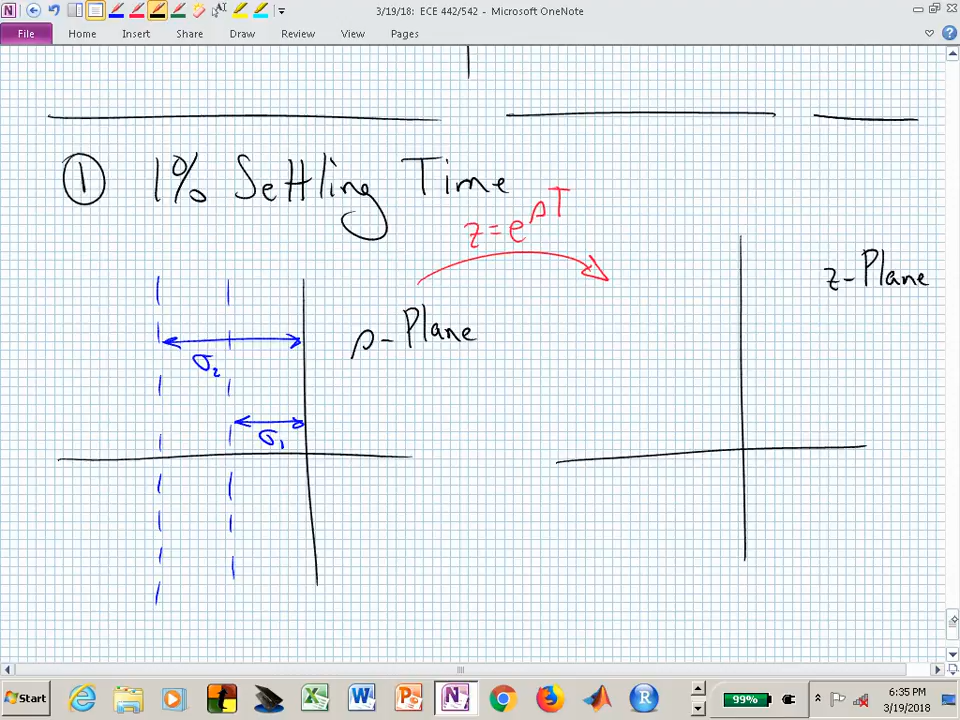 3/19/18: ECE 442/542 - Microsoft OneNote
File Home Insert Share Draw Review View Pages
① 1% Settling Time
z = e^{sT}
z-Plane
s-Plane
σ₂
σ₁
Start
99%
6:35 PM
3/19/2018